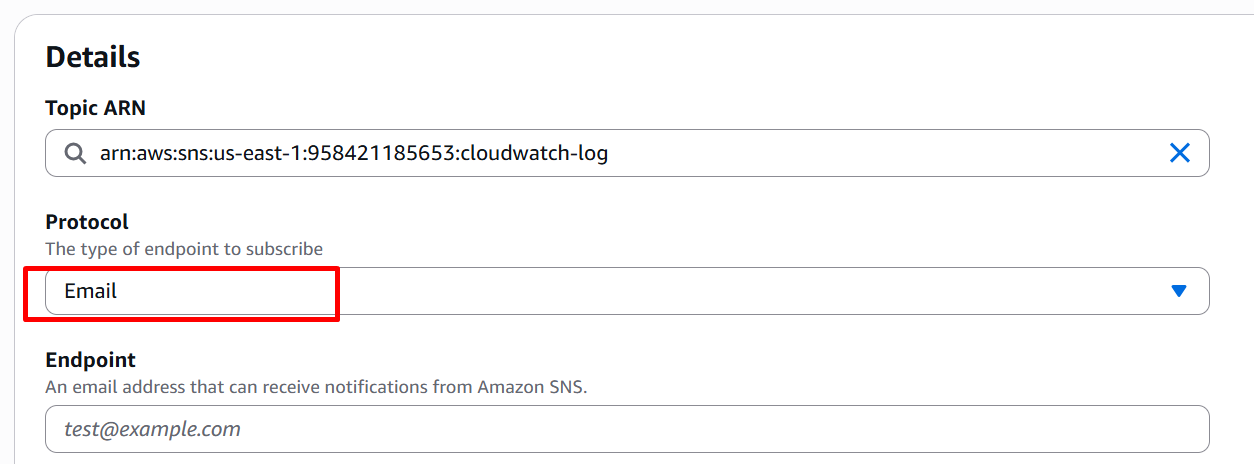 Details
Topic ARN
arn:aws:sns:us-east-1:958421185653:cloudwatch-log
Protocol
The type of endpoint to subscribe
Email
Endpoint
An email address that can receive notifications from Amazon SNS.
test@example.com